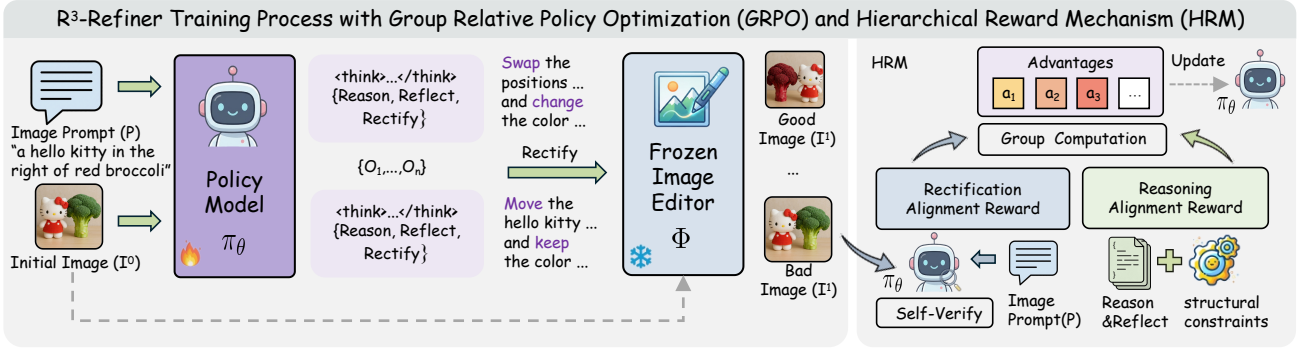 R³-Refiner Training Process with Group Relative Policy Optimization (GRPO) and Hierarchical Reward Mechanism (HRM)
Image Prompt (P)
"a hello kitty in the
right of red broccoli"
Initial Image (I⁰)
Policy
Model
π_θ
<think>...</think>
{Reason, Reflect,
Rectify}
{O₁,...,Oₙ}
<think>...</think>
{Reason, Reflect,
Rectify}
Swap the
positions ...
and change
the color ...
Rectify
Move the
hello kitty ...
and keep
the color ...
Frozen
Image
Editor
Φ
Good
Image (I¹)
...
Bad
Image (I¹)
HRM
Advantages
a₁ a₂ a₃ ...
Update
π_θ
Group Computation
Rectification
Alignment Reward
Reasoning
Alignment Reward
π_θ
Self-Verify
Image
Prompt(P)
Reason
&Reflect
structural
constraints